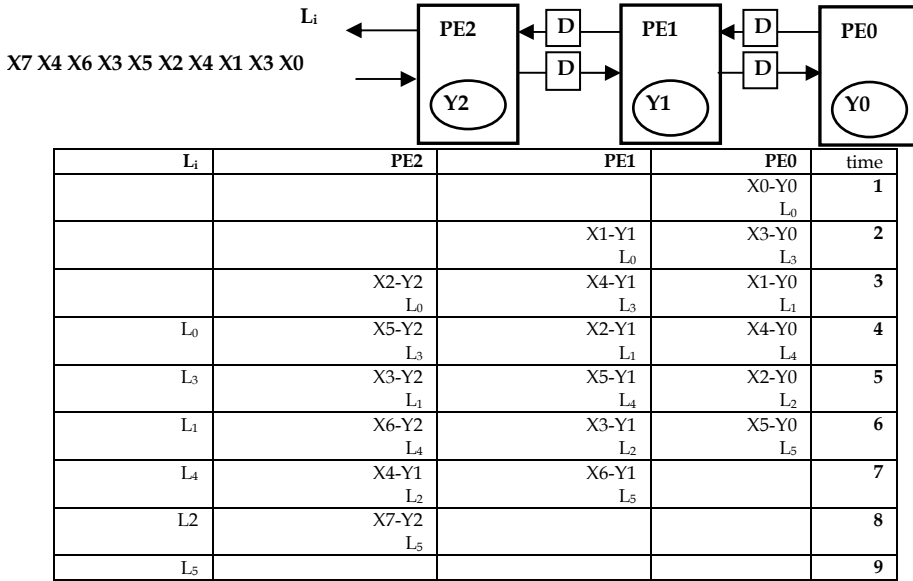 Li
PE2 D PE1 D PE0
X7 X4 X6 X3 X5 X2 X4 X1 X3 X0
D D
Y2 Y1 Y0
Li PE2 PE1 PE0 time
X0-Y0 1
L0
X1-Y1 X3-Y0 2
L0 L3
X2-Y2 X4-Y1 X1-Y0 3
L0 L3 L1
L0 X5-Y2 X2-Y1 X4-Y0 4
L3 L1 L4
L3 X3-Y2 X5-Y1 X2-Y0 5
L1 L4 L2
L1 X6-Y2 X3-Y1 X5-Y0 6
L4 L2 L5
L4 X4-Y1 X6-Y1 7
L2 L5
L2 X7-Y2 8
L5
L5 9